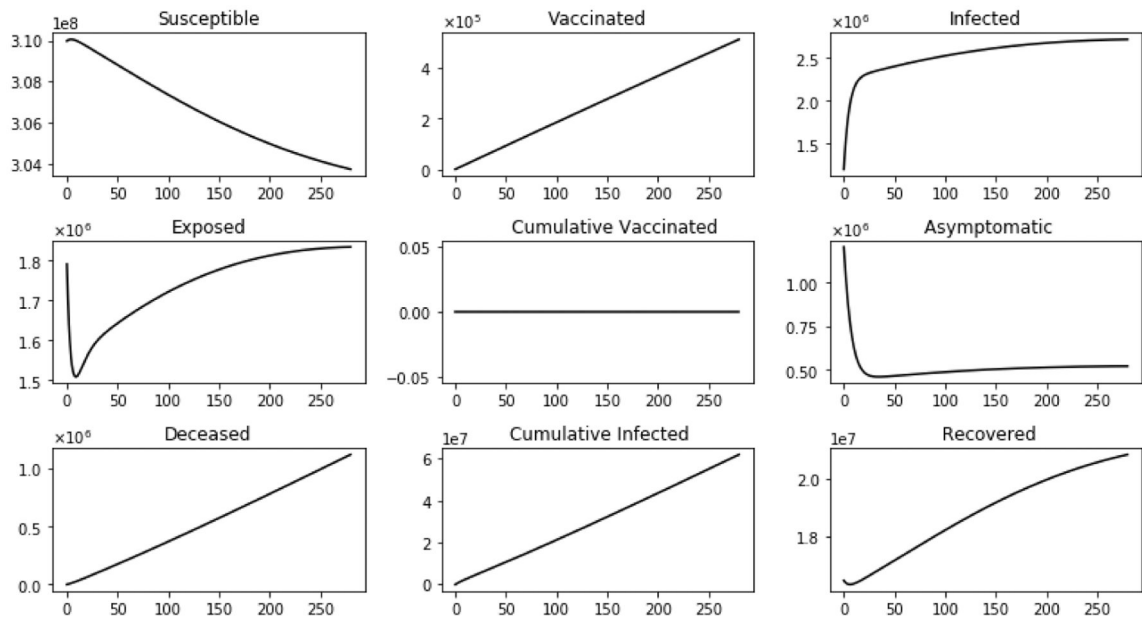 Susceptible
1e8
3.10
3.08
3.06
3.04
0 50 100 150 200 250
Vaccinated
×10⁵
4
2
0
0 50 100 150 200 250
Infected
×10⁶
2.5
2.0
1.5
0 50 100 150 200 250
Exposed
×10⁶
1.8
1.7
1.6
1.5
0 50 100 150 200 250
Cumulative Vaccinated
0.05
0.00
−0.05
0 50 100 150 200 250
Asymptomatic
×10⁶
1.00
0.75
0.50
0 50 100 150 200 250
Deceased
×10⁶
1.0
0.5
0.0
0 50 100 150 200 250
Cumulative Infected
1e7
6
4
2
0
0 50 100 150 200 250
Recovered
1e7
2.0
1.8
0 50 100 150 200 250